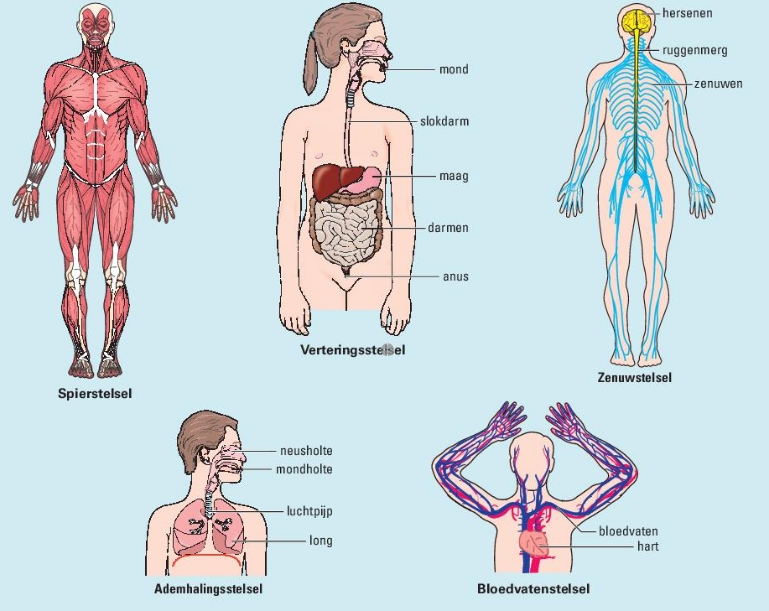 mond
slokdarm
maag
darmen
anus
hersenen
ruggenmerg
zenuwen
Spierstelsel
Verteringsstelsel
Zenuwstelsel
neusholte
mondholte
luchtpijp
long
bloedvaten
hart
Ademhalingsstelsel
Bloedvatenstelsel